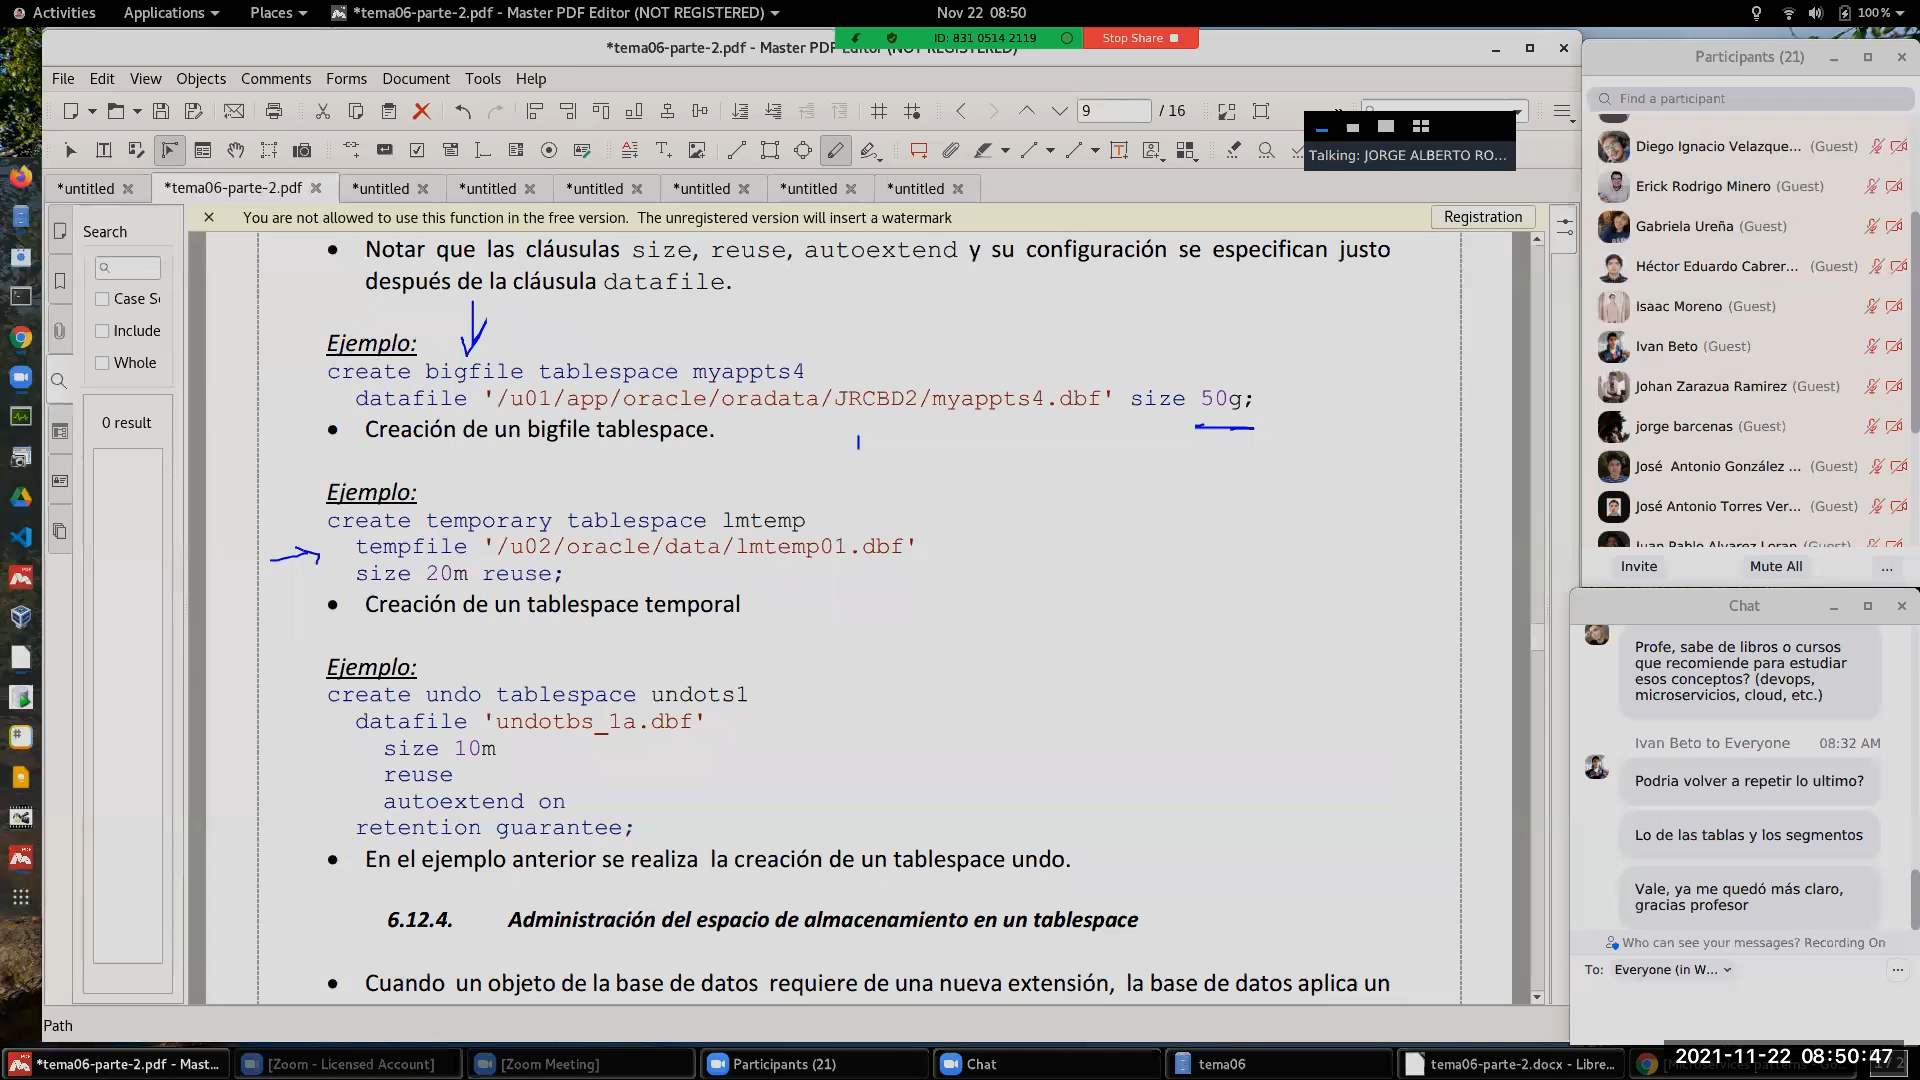 Activities Applications Places *tema06-parte-2.pdf - Master PDF Editor (NOT REGISTERED) Nov 22 08:50 100 %
*tema06-parte-2.pdf - Master PDF Editor (NOT REGISTERED)
ID: 831 0514 2119 Stop Share
File Edit View Objects Comments Forms Document Tools Help
9 / 16
Talking: JORGE ALBERTO RO...
*untitled *tema06-parte-2.pdf *untitled *untitled *untitled *untitled *untitled *untitled
You are not allowed to use this function in the free version. The unregistered version will insert a watermark Registration
Search
Case Se
Include
Whole
0 result
• Notar que las cláusulas size, reuse, autoextend y su configuración se especifican justo
después de la cláusula datafile.
Ejemplo:
create bigfile tablespace myappts4
datafile '/u01/app/oracle/oradata/JRCBD2/myappts4.dbf' size 50g;
• Creación de un bigfile tablespace.
Ejemplo:
create temporary tablespace lmtemp
tempfile '/u02/oracle/data/lmtemp01.dbf'
size 20m reuse;
• Creación de un tablespace temporal
Ejemplo:
create undo tablespace undots1
datafile 'undotbs_1a.dbf'
size 10m
reuse
autoextend on
retention guarantee;
• En el ejemplo anterior se realiza la creación de un tablespace undo.
6.12.4. Administración del espacio de almacenamiento en un tablespace
• Cuando un objeto de la base de datos requiere de una nueva extensión, la base de datos aplica un
Path
Participants (21)
Find a participant
Diego Ignacio Velazque... (Guest)
Erick Rodrigo Minero (Guest)
Gabriela Ureña (Guest)
Héctor Eduardo Cabrer... (Guest)
Isaac Moreno (Guest)
Ivan Beto (Guest)
Johan Zarazua Ramirez (Guest)
jorge barcenas (Guest)
José Antonio González ... (Guest)
José Antonio Torres Ver... (Guest)
Juan Pablo Alvarez Loran (Guest)
Invite Mute All ...
Chat
Profe, sabe de libros o cursos
que recomiende para estudiar
esos conceptos? (devops,
microservicios, cloud, etc.)
Ivan Beto to Everyone 08:32 AM
Podria volver a repetir lo ultimo?
Lo de las tablas y los segmentos
Vale, ya me quedó más claro,
gracias profesor
Who can see your messages? Recording On
To: Everyone (in W...
*tema06-parte-2.pdf - Mast... [Zoom - Licensed Account] [Zoom Meeting] Participants (21) Chat tema06 tema06-parte-2.docx - Libre...
2021-11-22 08:50:47